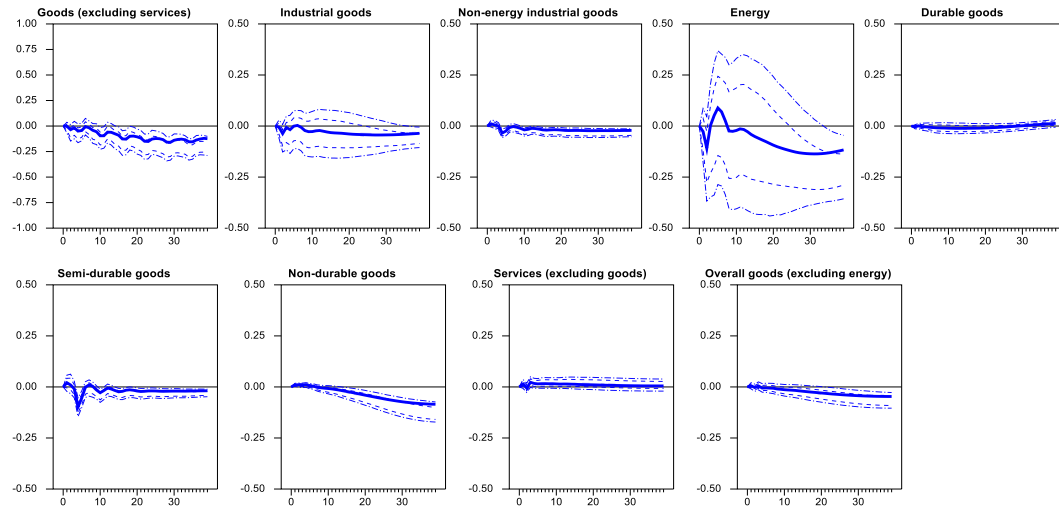 Goods (excluding services)
1.00
0.75
0.50
0.25
0.00
-0.25
-0.50
-0.75
-1.00
0 10 20 30
Industrial goods
0.50
0.25
0.00
-0.25
-0.50
0 10 20 30
Non-energy industrial goods
0.50
0.25
0.00
-0.25
-0.50
0 10 20 30
Energy
0.50
0.25
0.00
-0.25
-0.50
0 10 20 30
Durable goods
0.50
0.25
0.00
-0.25
-0.50
0 10 20 30
Semi-durable goods
0.50
0.25
0.00
-0.25
-0.50
0 10 20 30
Non-durable goods
0.50
0.25
0.00
-0.25
-0.50
0 10 20 30
Services (excluding goods)
0.50
0.25
0.00
-0.25
-0.50
0 10 20 30
Overall goods (excluding energy)
0.50
0.25
0.00
-0.25
-0.50
0 10 20 30